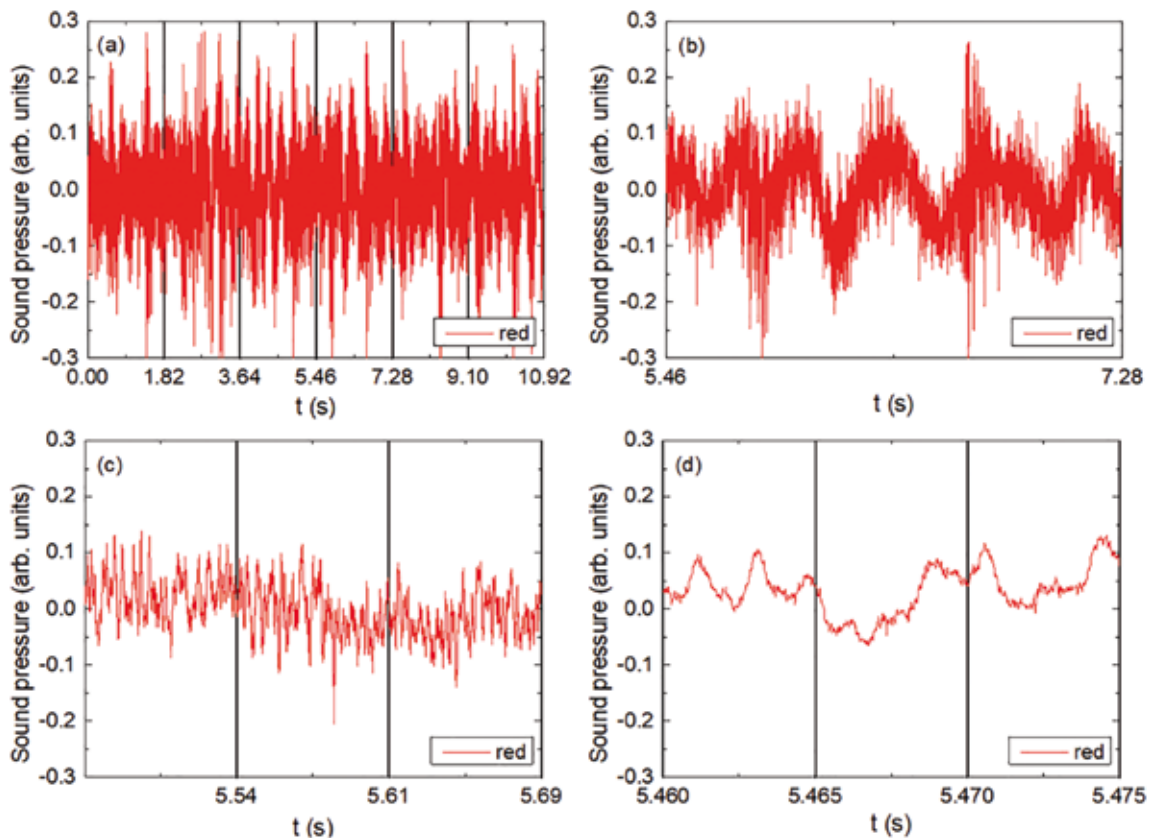 (a)
Sound pressure (arb. units)
0.3
0.2
0.1
0.0
-0.1
-0.2
-0.3
red
0.00 1.82 3.64 5.46 7.28 9.10 10.92
t (s)
(b)
Sound pressure (arb. units)
0.3
0.2
0.1
0.0
-0.1
-0.2
-0.3
red
5.46 7.28
t (s)
(c)
Sound pressure (arb. units)
0.3
0.2
0.1
0.0
-0.1
-0.2
-0.3
red
5.54 5.61 5.69
t (s)
(d)
Sound pressure (arb. units)
0.3
0.2
0.1
0.0
-0.1
-0.2
-0.3
red
5.460 5.465 5.470 5.475
t (s)